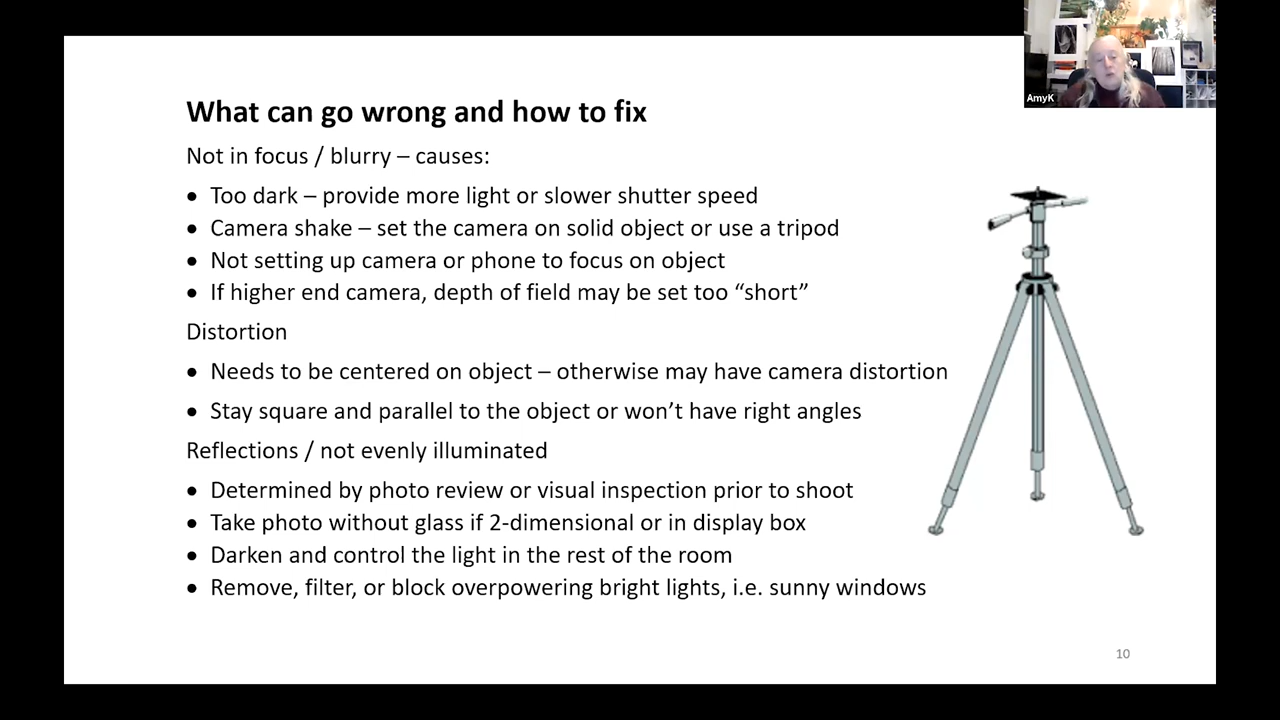 AmyK
What can go wrong and how to fix
Not in focus / blurry – causes:
• Too dark – provide more light or slower shutter speed
• Camera shake – set the camera on solid object or use a tripod
• Not setting up camera or phone to focus on object
• If higher end camera, depth of field may be set too “short”
Distortion
• Needs to be centered on object – otherwise may have camera distortion
• Stay square and parallel to the object or won’t have right angles
Reflections / not evenly illuminated
• Determined by photo review or visual inspection prior to shoot
• Take photo without glass if 2-dimensional or in display box
• Darken and control the light in the rest of the room
• Remove, filter, or block overpowering bright lights, i.e. sunny windows
10